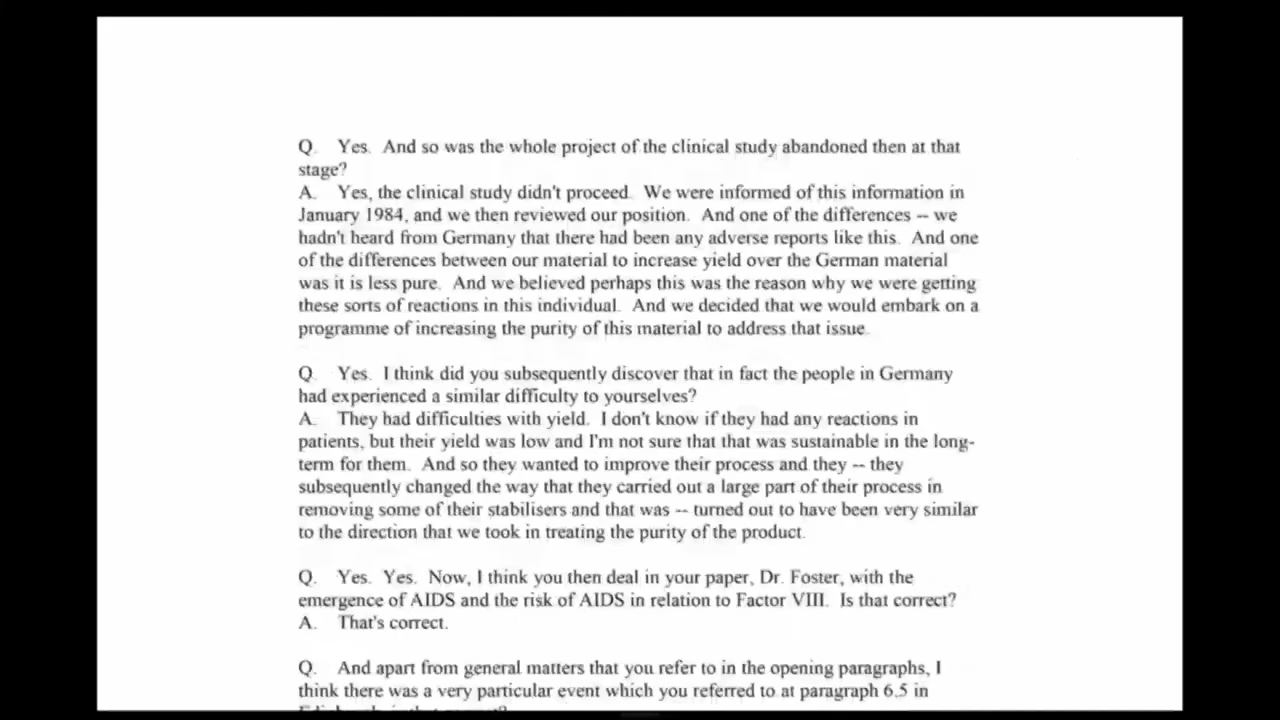 Q. Yes. And so was the whole project of the clinical study abandoned then at that
stage?
A. Yes, the clinical study didn't proceed. We were informed of this information in
January 1984, and we then reviewed our position. And one of the differences -- we
hadn't heard from Germany that there had been any adverse reports like this. And one
of the differences between our material to increase yield over the German material
was it is less pure. And we believed perhaps this was the reason why we were getting
these sorts of reactions in this individual. And we decided that we would embark on a
programme of increasing the purity of this material to address that issue.
Q. Yes. I think did you subsequently discover that in fact the people in Germany
had experienced a similar difficulty to yourselves?
A. They had difficulties with yield. I don't know if they had any reactions in
patients, but their yield was low and I'm not sure that that was sustainable in the long-
term for them. And so they wanted to improve their process and they -- they
subsequently changed the way that they carried out a large part of their process in
removing some of their stabilisers and that was -- turned out to have been very similar
to the direction that we took in treating the purity of the product.
Q. Yes. Yes. Now, I think you then deal in your paper, Dr. Foster, with the
emergence of AIDS and the risk of AIDS in relation to Factor VIII. Is that correct?
A. That's correct.
Q. And apart from general matters that you refer to in the opening paragraphs, I
think there was a very particular event which you referred to at paragraph 6.5 in